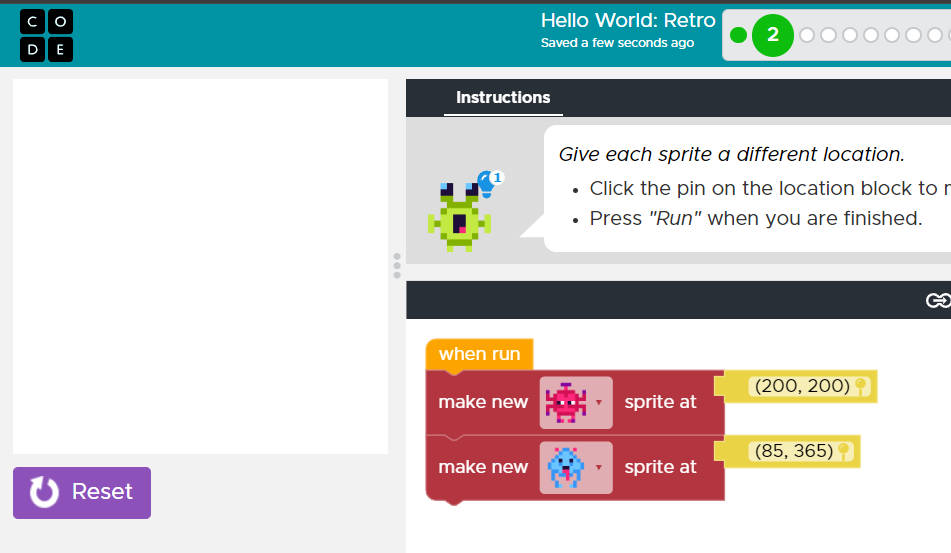 C O
D E
Hello World: Retro
Saved a few seconds ago
2
Instructions
1
Give each sprite a different location.
Click the pin on the location block to
Press "Run" when you are finished.
when run
make new sprite at (200, 200)
make new sprite at (85, 365)
Reset